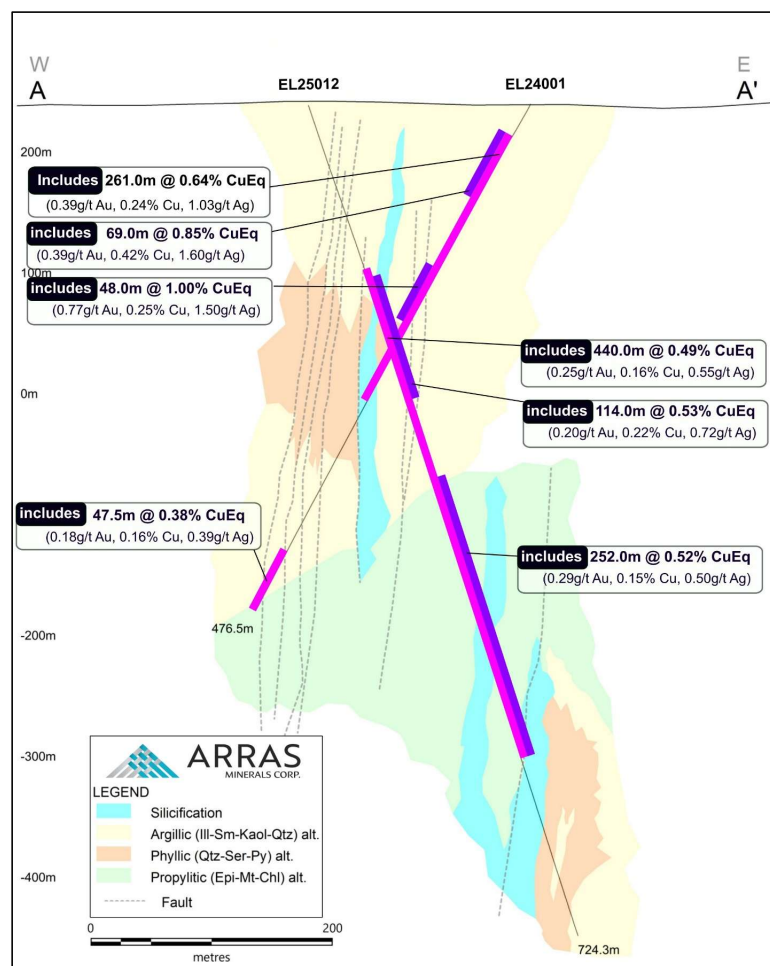 W
E
A
EL25012
EL24001
A'
200m
Includes 261.0m @ 0.64% CuEq
(0.39g/t Au, 0.24% Cu, 1.03g/t Ag)
includes 69.0m @ 0.85% CuEq
(0.39g/t Au, 0.42% Cu, 1.60g/t Ag)
100m
includes 48.0m @ 1.00% CuEq
(0.77g/t Au, 0.25% Cu, 1.50g/t Ag)
includes 440.0m @ 0.49% CuEq
(0.25g/t Au, 0.16% Cu, 0.55g/t Ag)
0m
includes 114.0m @ 0.53% CuEq
(0.20g/t Au, 0.22% Cu, 0.72g/t Ag)
includes 47.5m @ 0.38% CuEq
(0.18g/t Au, 0.16% Cu, 0.39g/t Ag)
includes 252.0m @ 0.52% CuEq
(0.29g/t Au, 0.15% Cu, 0.50g/t Ag)
476.5m
-200m
-300m
ARRAS
MINERALS CORP.
LEGEND
Silicification
Argillic (Ill-Sm-Kaol-Qtz) alt.
Phyllic (Qtz-Ser-Py) alt.
Propylitic (Epi-Mt-Chl) alt.
Fault
-400m
0
200
metres
724.3m